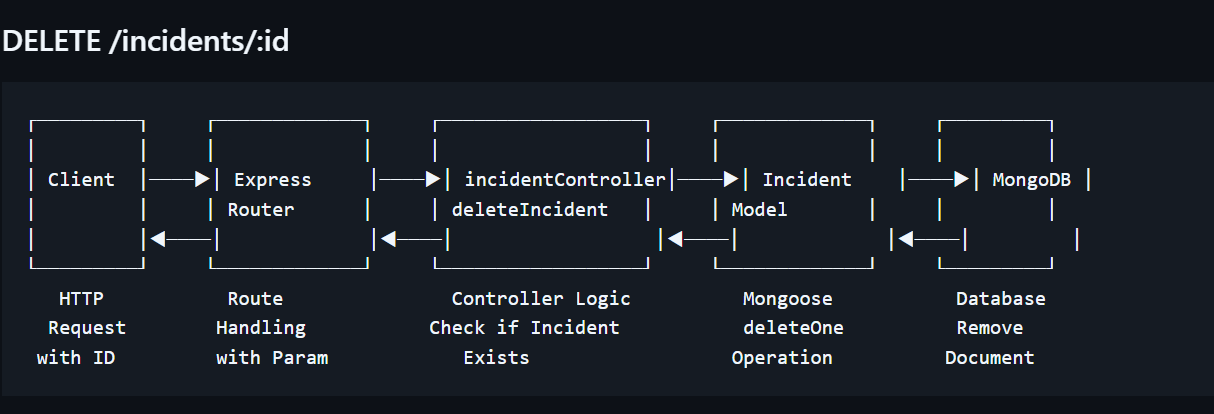 DELETE /incidents/:id
Client Express incidentController Incident MongoDB
Router deleteIncident Model
HTTP Route Controller Logic Mongoose Database
Request Handling Check if Incident deleteOne Remove
with ID with Param Exists Operation Document